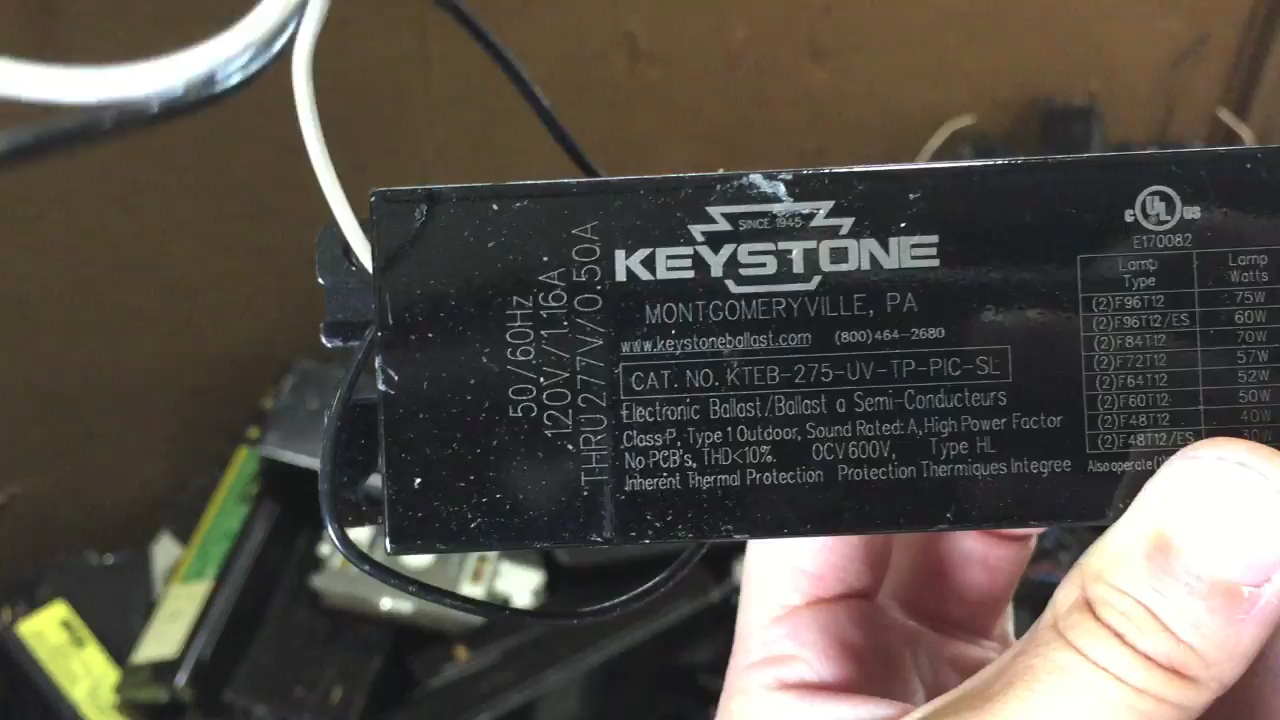 50/60Hz
120V/1.16A
THRU277V/0.50A
SINCE 1945
KEYSTONE
MONTGOMERYVILLE, PA
www.keystoneballast.com (800)464-2680
CAT. NO. KTEB-275-UV-TP-PIC-SL
Electronic Ballast/Ballast a Semi-Conducteurs
Class P, Type 1 Outdoor, Sound Rated: A, High Power Factor
No PCB's, THD<10%. OCV600V, Type HL
Inherent Thermal Protection Protection Thermiques Integree
c UL us
E170082
Lamp Type Lamp Watts
(2)F96T12 75W
(2)F96T12/ES 60W
(2)F84T12 70W
(2)F72T12 57W
(2)F64T12 52W
(2)F60T12 50W
(2)F48T12 40W
(2)F48T12/ES 30W
Also operate